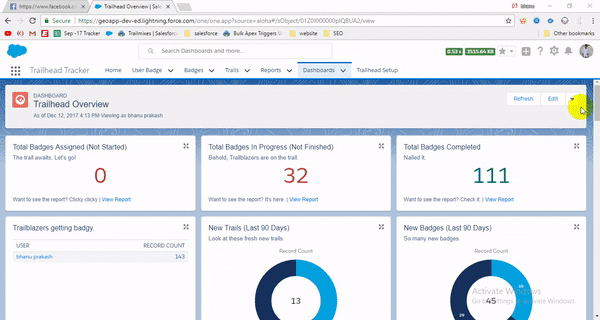 https://www.facebook.c
Trailhead Overview | Sal
Secure
https://geoapp-dev-ed.lightning.force.com/one/one.app?source=aloha#/sObject/01Z0I000000pIQBUA2/view
Apps
Sep -17 Travel Exp
Trailmixes | Salesforce
salesforce
Bulk Apex Triggers U
website
SEO
Other bookmarks
Search Dashboards and more...
0.53 s
3515.64 KB
Trailhead Tracker
Home
User Badge
Badges
Trails
Reports
Dashboards
Trailhead Setup
DASHBOARD
Trailhead Overview
As of Dec 12, 2017 4:13 PM Viewing as bhanu prakash
Refresh
Edit
Total Badges Assigned (Not Started)
The trail awaits. Let's go!
0
Want to see the report? Clicky clicky | View Report
Total Badges In Progress (Not Finished)
Behold. Trailblazers are on the trail.
32
Want to see the report? It's here. | View Report
Total Badges Completed
Nailed it.
111
Want to see the report? Check it. | View Report
Trailblazers getting badgy.
USER
RECORD COUNT
bhanu prakash
143
New Trails (Last 90 Days)
Look at these fresh new trails.
Record Count
13
New Badges (Last 90 Days)
So many new badges.
Record Count
45
Activate Windows
Go to Settings to activate Windows.